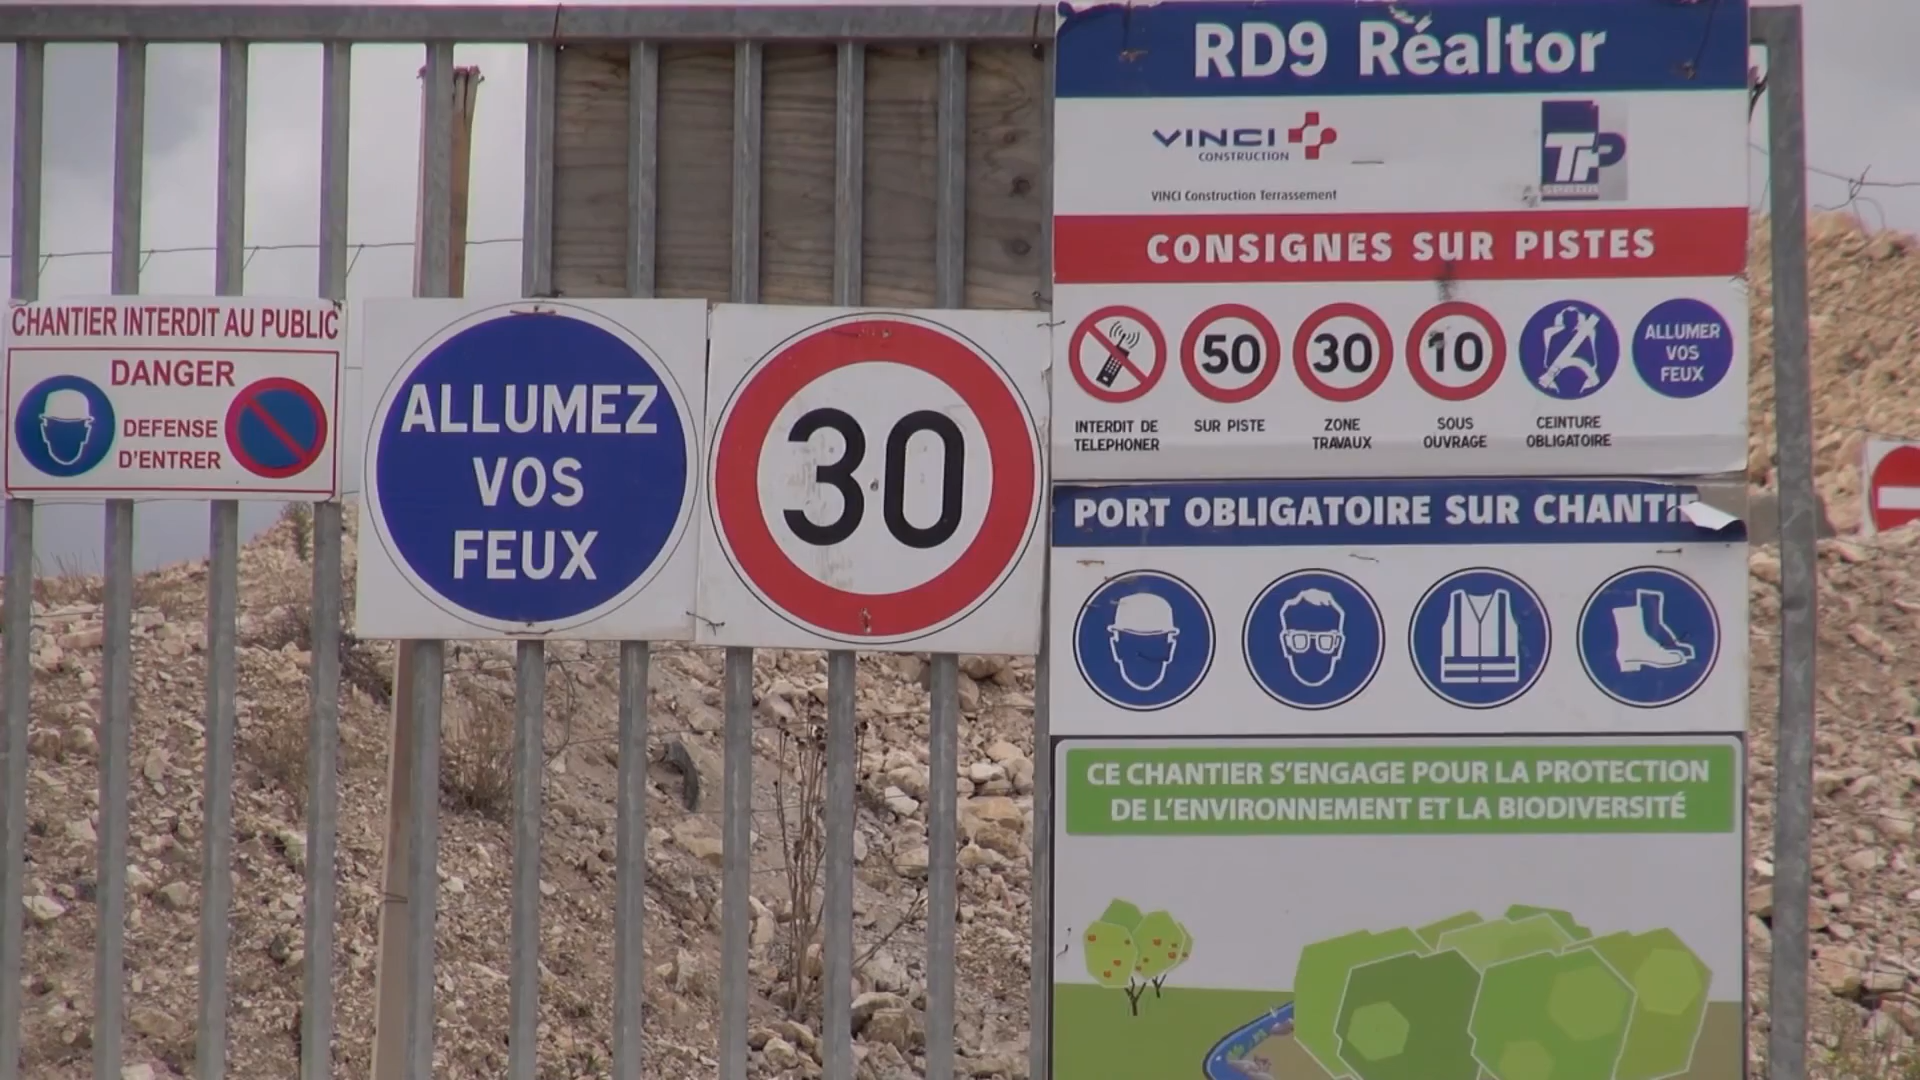 CHANTIER INTERDIT AU PUBLIC
DANGER
DEFENSE
D'ENTRER
ALLUMEZ
VOS
FEUX
30
RD9 Réaltor
VINCI
CONSTRUCTION
VINCI Construction Terrassement
TP
SPADA
CONSIGNES SUR PISTES
50
30
10
ALLUMER
VOS
FEUX
INTERDIT DE
TELEPHONER
SUR PISTE
ZONE
TRAVAUX
SOUS
OUVRAGE
CEINTURE
OBLIGATOIRE
PORT OBLIGATOIRE SUR CHANTIE
CE CHANTIER S'ENGAGE POUR LA PROTECTION
DE L'ENVIRONNEMENT ET LA BIODIVERSITÉ